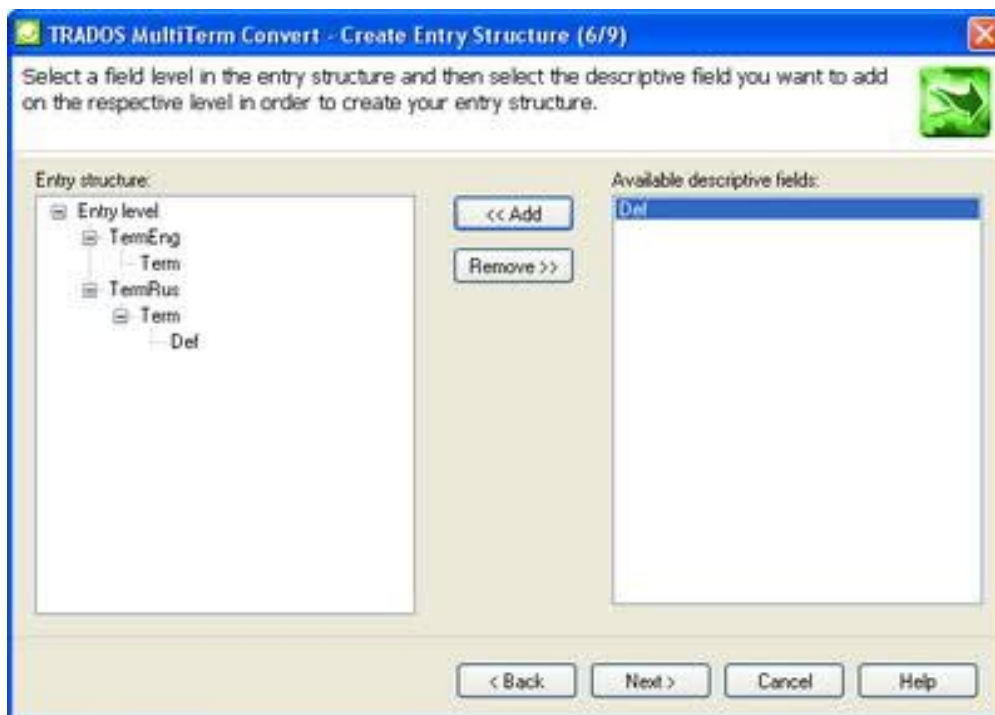 TRADOS MultiTerm Convert - Create Entry Structure (6/9)
Select a field level in the entry structure and then select the descriptive field you want to add
on the respective level in order to create your entry structure.
Entry structure:
Entry level
TermEng
Term
TermRus
Term
Def
<< Add
Remove >>
Available descriptive fields:
Def
< Back
Next >
Cancel
Help